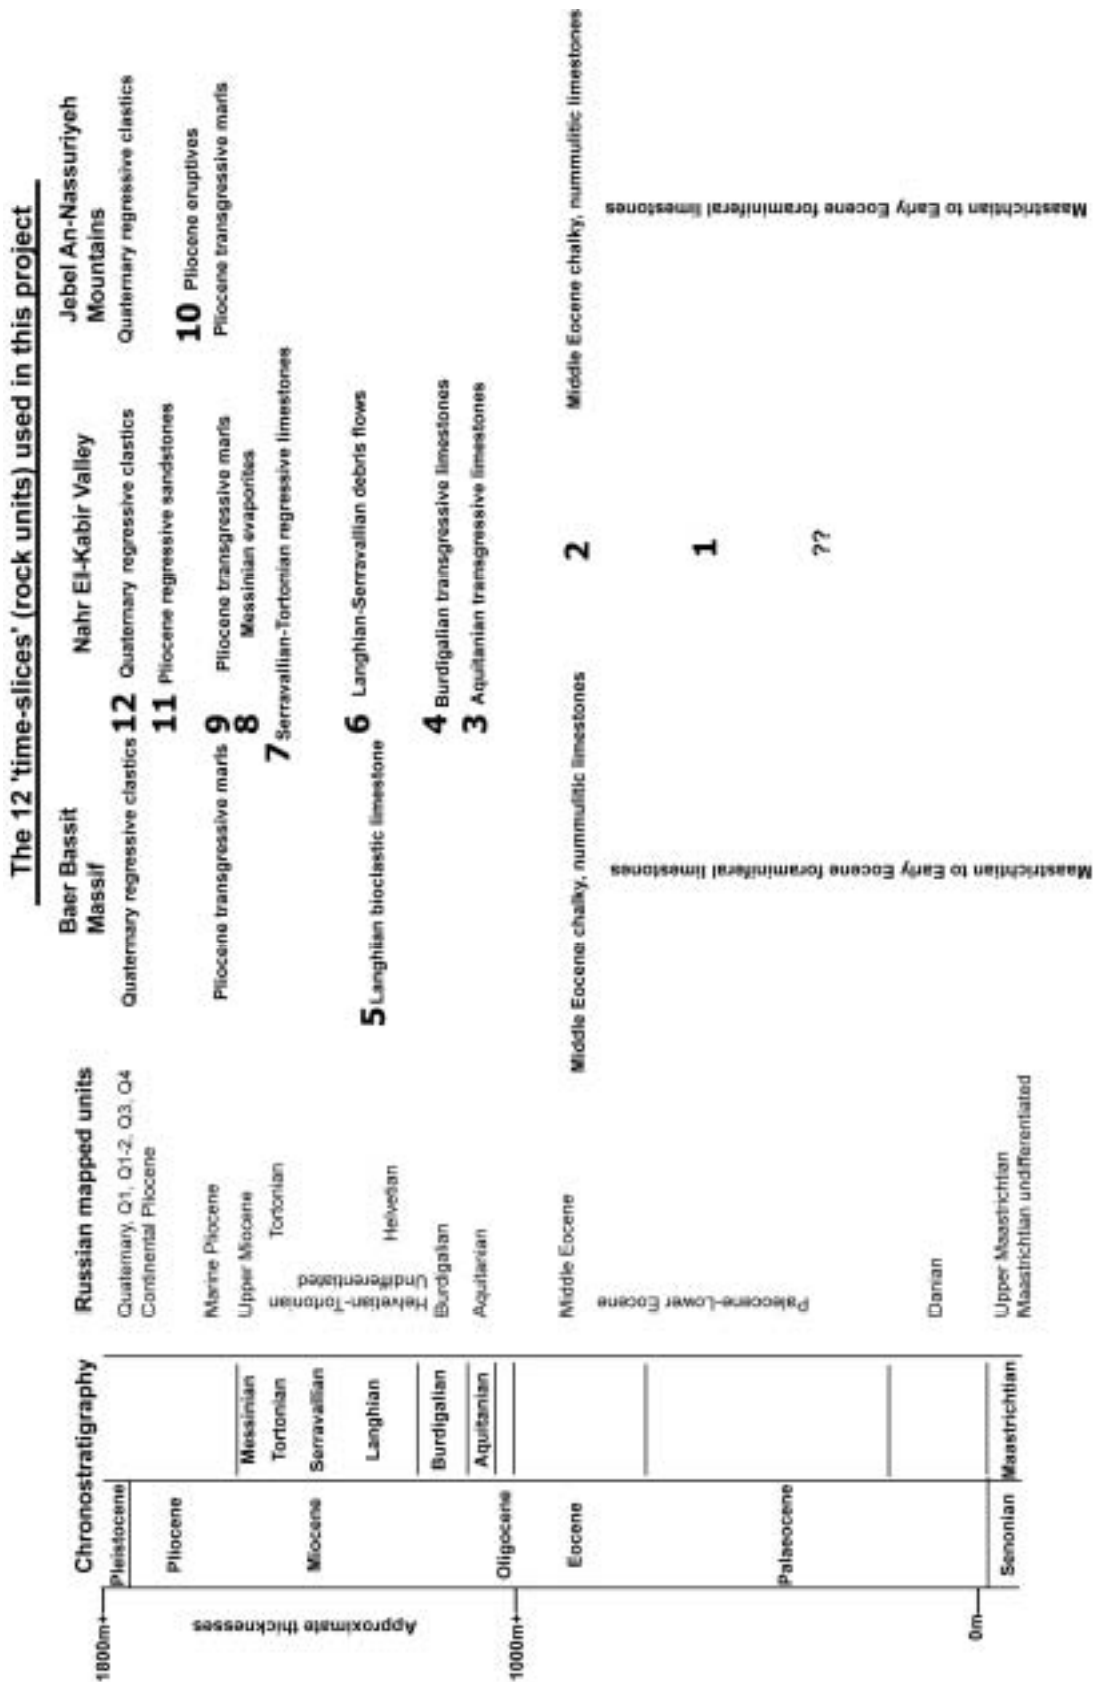 The 12 'time-slices' (rock units) used in this project
Chronostratigraphy
Russian mapped units
Baer Bassit
Massif
Nahr El-Kabir Valley
Jebel An-Nassuriyeh
Mountains
1800m+
1000m+
0m
Approximate thicknesses
Pleistocene
Pliocene
Miocene
Oligocene
Eocene
Palaeocene
Senonian
Messinian
Tortonian
Serravallian
Langhian
Burdigalian
Aquitanian
Maastrichtian
Quaternary, Q1, Q1-2, Q3, Q4
Continental Pliocene
Marine Pliocene
Upper Miocene
Tortonian
Helvetian-Tortonian
Undifferentiated
Helvetian
Burdigalian
Aquitanian
Middle Eocene
Paleocene-Lower Eocene
Danian
Upper Maastrichtian
Maastrichtian undifferentiated
Quaternary regressive clastics
Pliocene transgressive marls
5 Langhian bioclastic limestone
Middle Eocene chalky, nummulitic limestones
Maastrichtian to Early Eocene foraminiferal limestones
12 Quaternary regressive clastics
11 Pliocene regressive sandstones
9 Pliocene transgressive marls
8 Messinian evaporites
7 Serravallian-Tortonian regressive limestones
6 Langhian-Serravallian debris flows
4 Burdigalian transgressive limestones
3 Aquitanian transgressive limestones
2
1
??
Quaternary regressive clastics
10 Pliocene eruptives
Pliocene transgressive marls
Middle Eocene chalky, nummulitic limestones
Maastrichtian to Early Eocene foraminiferal limestones